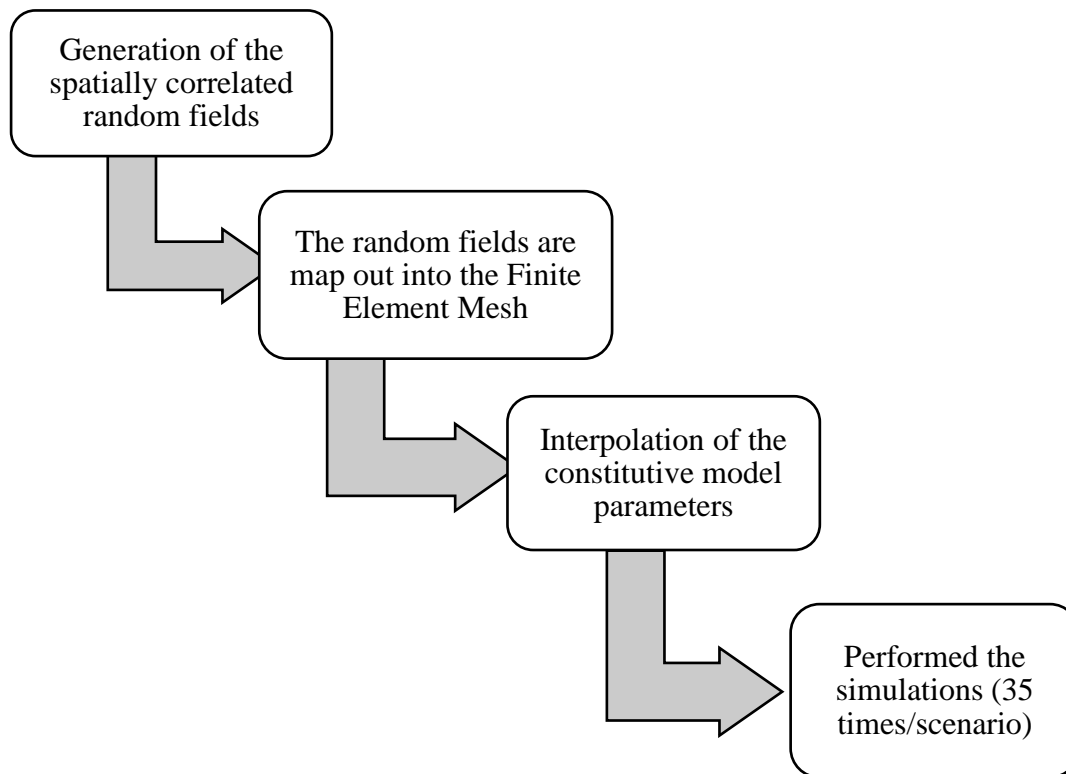 Generation of the
spatially correlated
random fields
The random fields are
map out into the Finite
Element Mesh
Interpolation of the
constitutive model
parameters
Performed the
simulations (35
times/scenario)